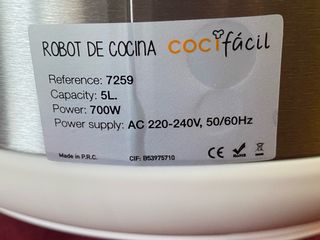 ROBOT DE COCINA cocifácil
Reference: 7259
Capacity: 5L.
Power: 700W
Power supply: AC 220-240V, 50/60Hz
Made in P.R.C. CIF: B53975710 CE RoHS